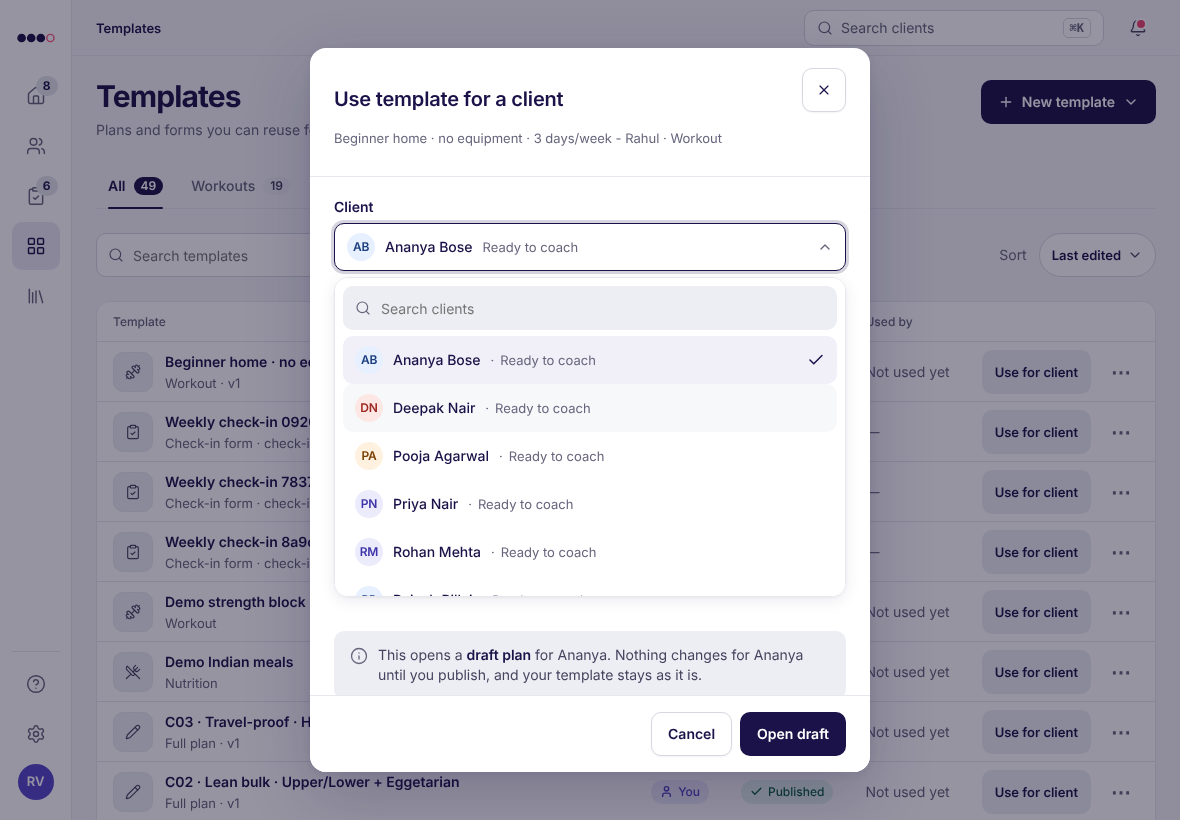 Templates
Search clients
⌘K
8
6
RV
Templates
Plans and forms you can reuse f
New template
All 49
Workouts 19
Search templates
Sort
Last edited
Template
Used by
Beginner home · no e
Workout · v1
Not used yet
Use for client
Weekly check-in 092
Check-in form · check-i
—
Use for client
Weekly check-in 783
Check-in form · check-i
—
Use for client
Weekly check-in 8a9
Check-in form · check-i
—
Use for client
Demo strength block
Workout
Not used yet
Use for client
Demo Indian meals
Nutrition
Not used yet
Use for client
C03 · Travel-proof · H
Full plan · v1
Not used yet
Use for client
C02 · Lean bulk · Upper/Lower + Eggetarian
Full plan · v1
You
Published
Not used yet
Use for client
Use template for a client
Beginner home · no equipment · 3 days/week - Rahul · Workout
Client
AB Ananya Bose Ready to coach
Search clients
AB Ananya Bose · Ready to coach
DN Deepak Nair · Ready to coach
PA Pooja Agarwal · Ready to coach
PN Priya Nair · Ready to coach
RM Rohan Mehta · Ready to coach
This opens a draft plan for Ananya. Nothing changes for Ananya
until you publish, and your template stays as it is.
Cancel
Open draft